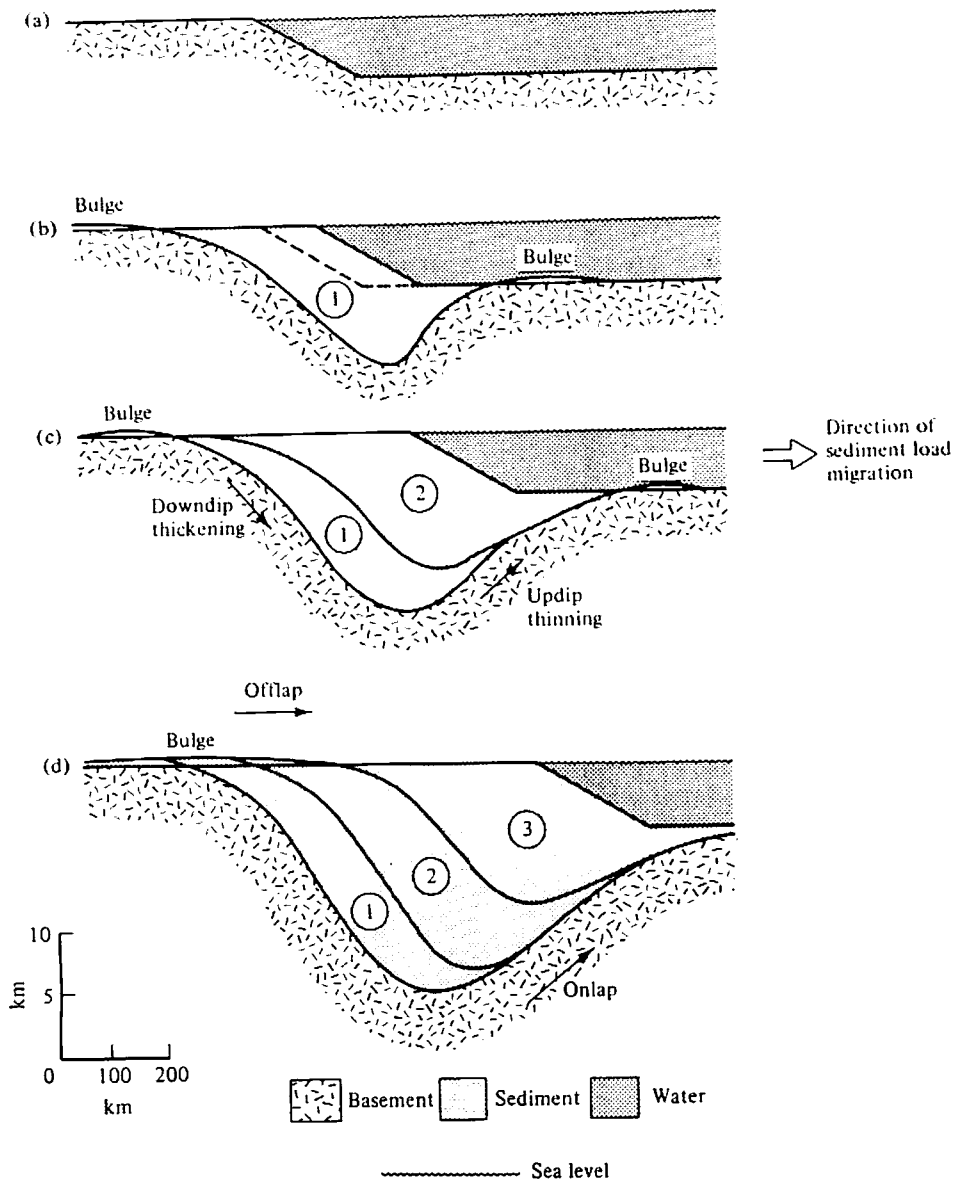 (a)
Bulge
(b)
Bulge
1
Bulge
(c)
Direction of
sediment load
migration
Bulge
2
Downdip
thickening
1
Updip
thinning
Offlap
Bulge
(d)
3
2
1
10
km
5
Onlap
0 100 200
km
Basement Sediment Water
Sea level